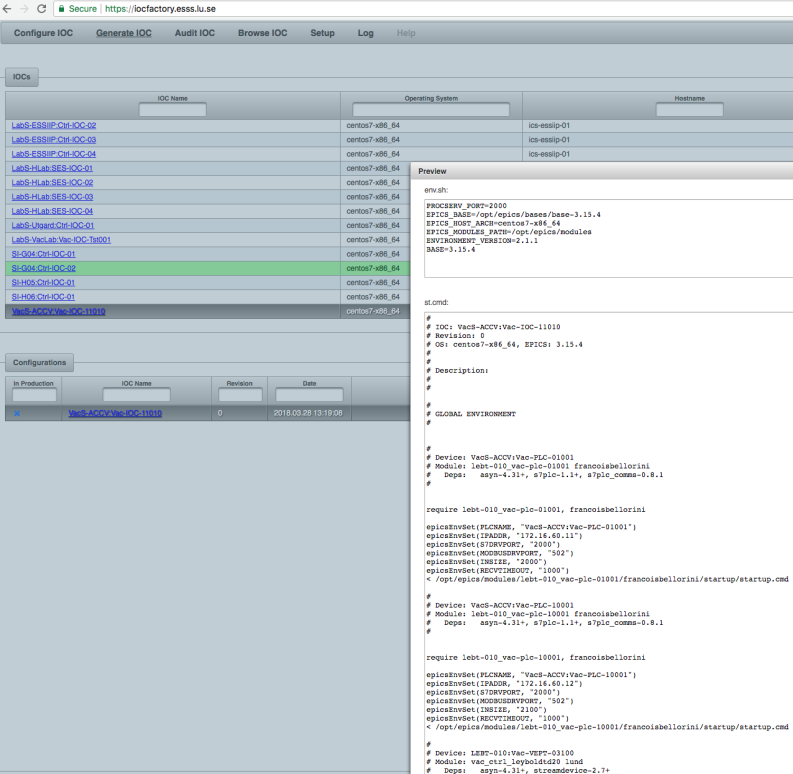 Secure | https://iocfactory.esss.lu.se
Configure IOC Generate IOC Audit IOC Browse IOC Setup Log Help
IOCs
IOC Name Operating System Hostname
LabS-ESSIIP:Ctrl-IOC-02 centos7-x86_64 ics-essiip-01
LabS-ESSIIP:Ctrl-IOC-03 centos7-x86_64 ics-essiip-01
LabS-ESSIIP:Ctrl-IOC-04 centos7-x86_64 ics-essiip-01
LabS-HLab:SES-IOC-01 centos7-x86_64
LabS-HLab:SES-IOC-02 centos7-x86_64
LabS-HLab:SES-IOC-03 centos7-x86_64
LabS-HLab:SES-IOC-04 centos7-x86_64
LabS-Utgard:Ctrl-IOC-01 centos7-x86_64
LabS-VacLab:Vac-IOC-Tst001 centos7-x86_64
SI-G04:Ctrl-IOC-01 centos7-x86_64
SI-G04:Ctrl-IOC-02 centos7-x86_64
SI-H05:Ctrl-IOC-01 centos7-x86_64
SI-H06:Ctrl-IOC-01 centos7-x86_64
VacS-ACCV:Vac-IOC-11010 centos7-x86_64
Configurations
In Production IOC Name Revision Date
VacS-ACCV:Vac-IOC-11010 0 2018.03.28 13:19:08
Preview
env.sh:
PROCSERV_PORT=2000
EPICS_BASE=/opt/epics/bases/base-3.15.4
EPICS_HOST_ARCH=centos7-x86_64
EPICS_MODULES_PATH=/opt/epics/modules
ENVIRONMENT_VERSION=2.1.1
BASE=3.15.4
st.cmd:
#
# IOC: VacS-ACCV:Vac-IOC-11010
# Revision: 0
# OS: centos7-x86_64, EPICS: 3.15.4
#
#
# Description:
#
#
#
# GLOBAL ENVIRONMENT
#
#
# Device: VacS-ACCV:Vac-PLC-01001
# Module: lebt-010_vac-plc-01001 francoisbellorini
# Deps: asyn-4.31+, s7plc-1.1+, s7plc_comms-0.8.1
#
require lebt-010_vac-plc-01001, francoisbellorini
epicsEnvSet(PLCNAME, "VacS-ACCV:Vac-PLC-01001")
epicsEnvSet(IPADDR, "172.16.60.11")
epicsEnvSet(S7DRVPORT, "2000")
epicsEnvSet(MODBUSDRVPORT, "502")
epicsEnvSet(INSIZE, "2000")
epicsEnvSet(RECVTIMEOUT, "1000")
< /opt/epics/modules/lebt-010_vac-plc-01001/francoisbellorini/startup/startup.cmd
#
# Device: VacS-ACCV:Vac-PLC-10001
# Module: lebt-010_vac-plc-10001 francoisbellorini
# Deps: asyn-4.31+, s7plc-1.1+, s7plc_comms-0.8.1
#
require lebt-010_vac-plc-10001, francoisbellorini
epicsEnvSet(PLCNAME, "VacS-ACCV:Vac-PLC-10001")
epicsEnvSet(IPADDR, "172.16.60.12")
epicsEnvSet(S7DRVPORT, "2000")
epicsEnvSet(MODBUSDRVPORT, "502")
epicsEnvSet(INSIZE, "2100")
epicsEnvSet(RECVTIMEOUT, "1000")
< /opt/epics/modules/lebt-010_vac-plc-10001/francoisbellorini/startup/startup.cmd
#
# Device: LEBT-010:Vac-VEPT-03100
# Module: vac_ctrl_leyboldtd20 lund
# Deps: asyn-4.31+, streamdevice-2.7+